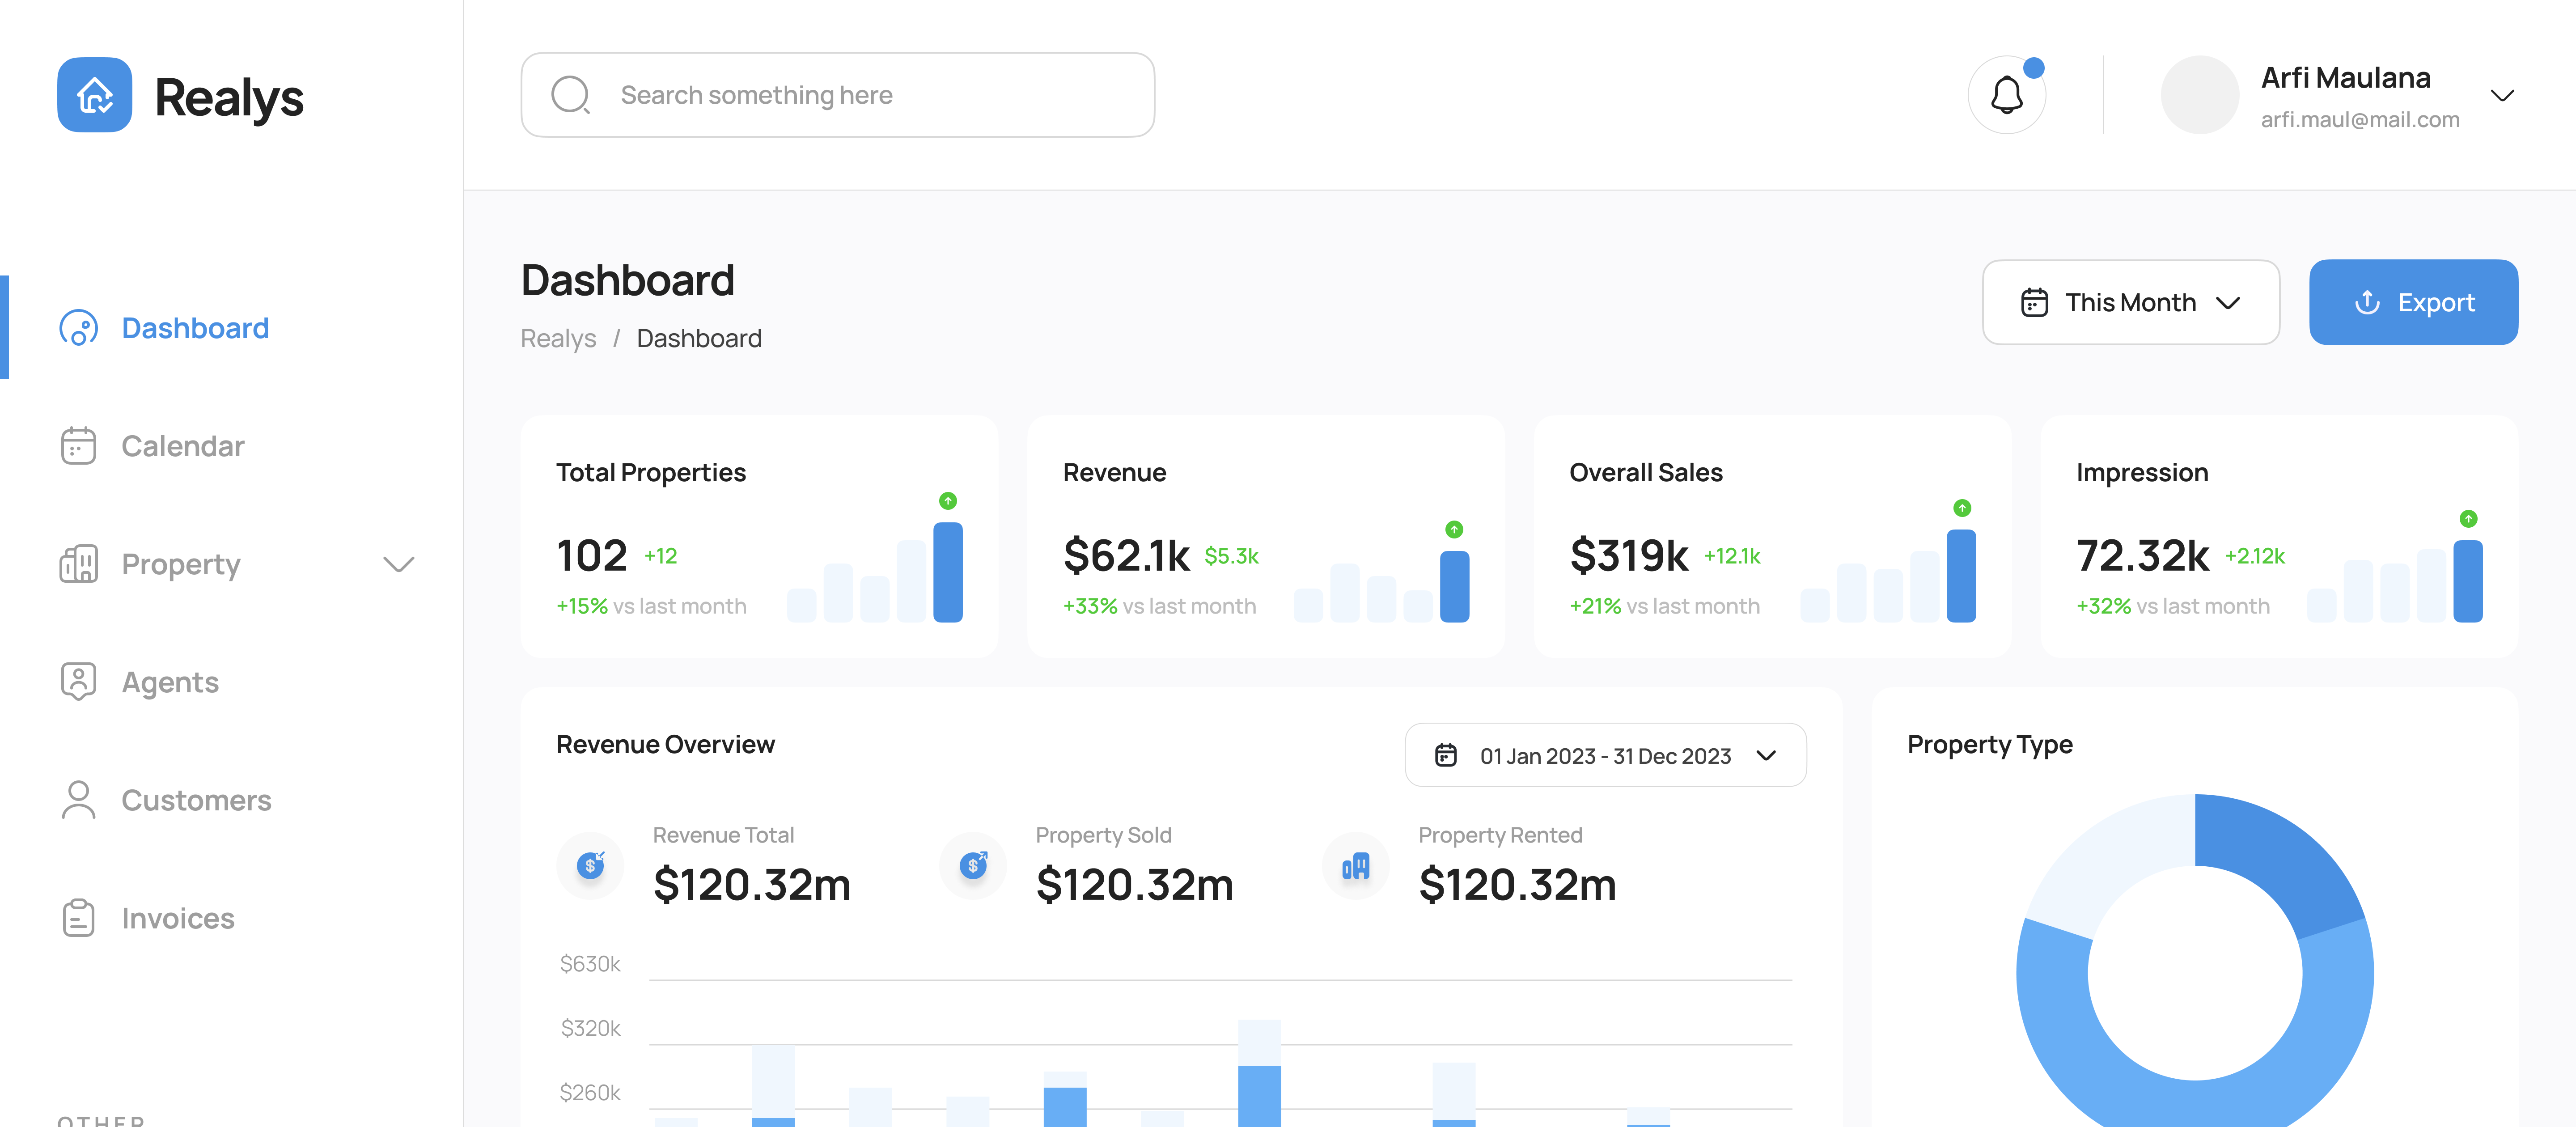 Realys
Search something here
Arfi Maulana
arfi.maul@mail.com
Dashboard
Calendar
Property
Agents
Customers
Invoices
OTHER
Dashboard
Realys / Dashboard
This Month
Export
Total Properties
102 +12
+15% vs last month
Revenue
$62.1k $5.3k
+33% vs last month
Overall Sales
$319k +12.1k
+21% vs last month
Impression
72.32k +2.12k
+32% vs last month
Revenue Overview
01 Jan 2023 - 31 Dec 2023
Revenue Total
$120.32m
Property Sold
$120.32m
Property Rented
$120.32m
$630k
$320k
$260k
Property Type